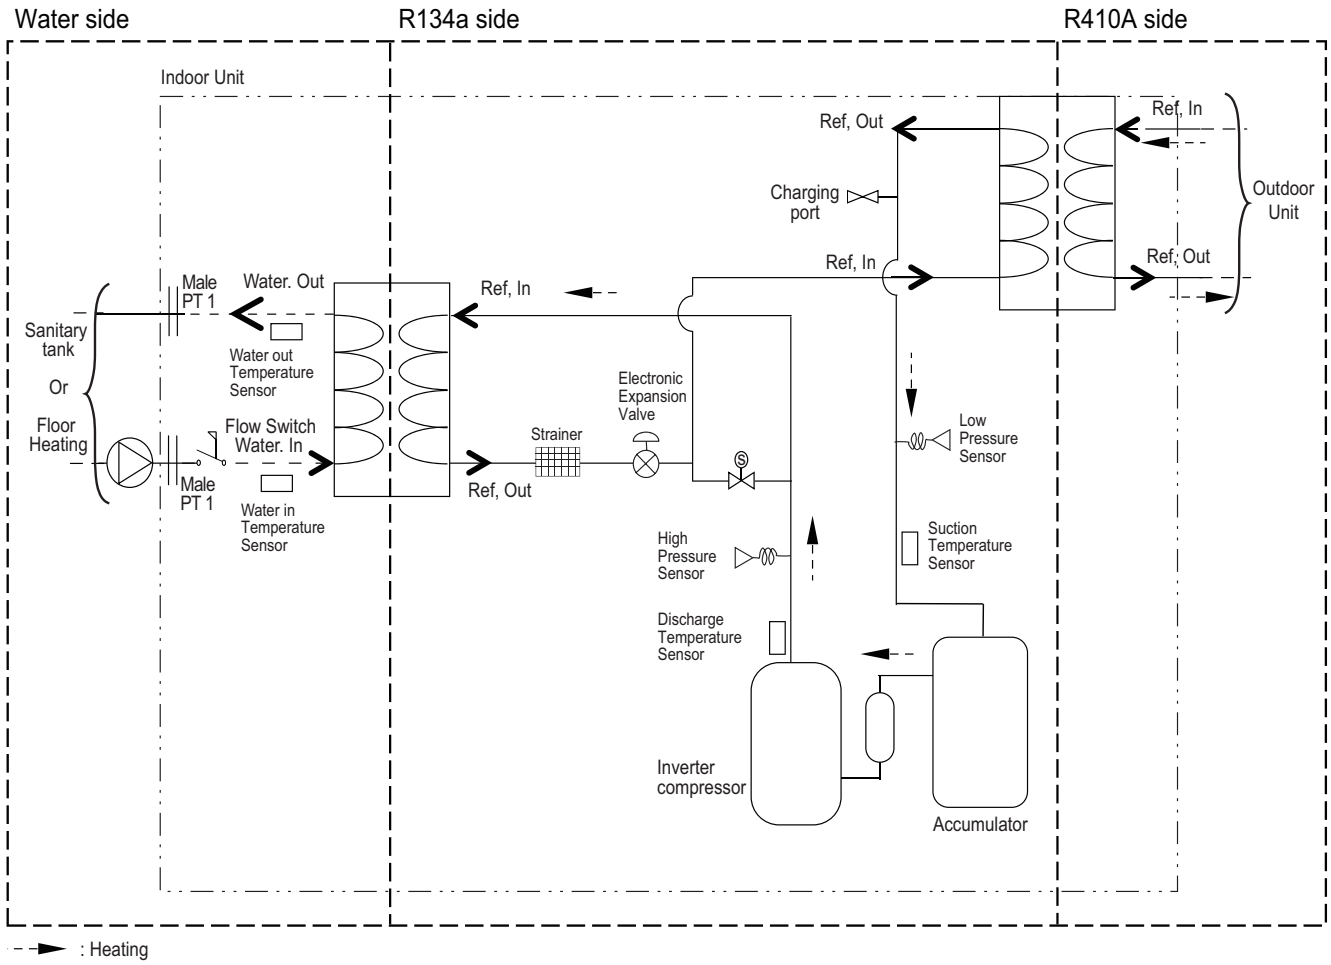 Water side
R134a side
R410A side
Indoor Unit
Ref, In
Ref, Out
Charging
port
Outdoor
Unit
Ref, Out
Ref, In
Male
PT 1
Water. Out
Ref, In
Sanitary
tank
Or
Floor
Heating
Water out
Temperature
Sensor
Electronic
Expansion
Valve
Flow Switch
Water. In
Strainer
Low
Pressure
Sensor
S
Male
PT 1
Ref, Out
Water in
Temperature
Sensor
High
Pressure
Sensor
Suction
Temperature
Sensor
Discharge
Temperature
Sensor
Inverter
compressor
Accumulator
: Heating